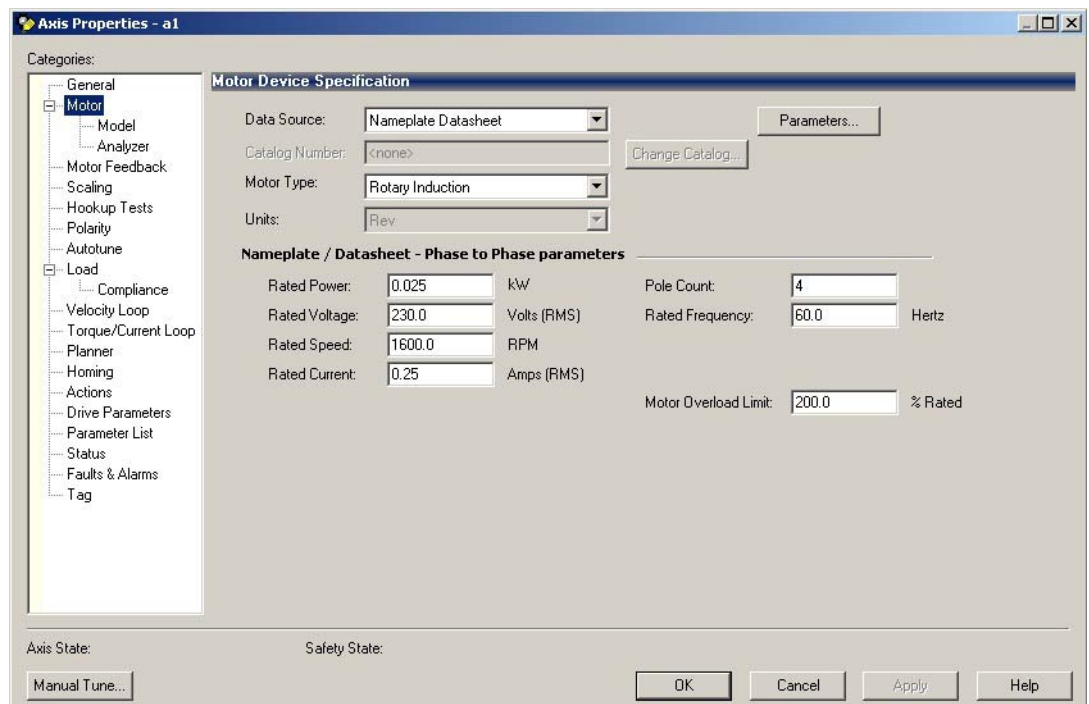 Axis Properties - a1
Categories:
General
Motor
Model
Analyzer
Motor Feedback
Scaling
Hookup Tests
Polarity
Autotune
Load
Compliance
Velocity Loop
Torque/Current Loop
Planner
Homing
Actions
Drive Parameters
Parameter List
Status
Faults & Alarms
Tag
Motor Device Specification
Data Source: Nameplate Datasheet Parameters...
Catalog Number: <none> Change Catalog...
Motor Type: Rotary Induction
Units: Rev
Nameplate / Datasheet - Phase to Phase parameters
Rated Power: 0.025 kW Pole Count: 4
Rated Voltage: 230.0 Volts (RMS) Rated Frequency: 60.0 Hertz
Rated Speed: 1600.0 RPM
Rated Current: 0.25 Amps (RMS)
Motor Overload Limit: 200.0 % Rated
Axis State: Safety State:
Manual Tune... OK Cancel Apply Help